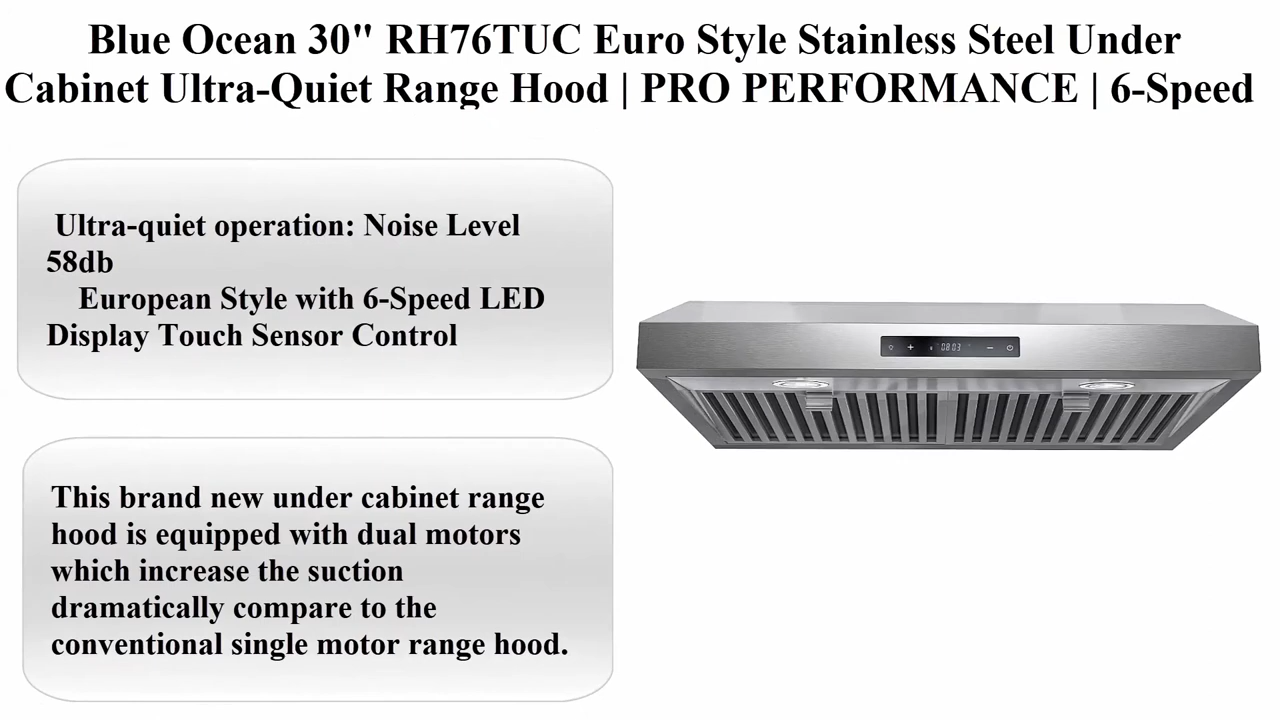 Blue Ocean 30" RH76TUC Euro Style Stainless Steel Under
Cabinet Ultra-Quiet Range Hood | PRO PERFORMANCE | 6-Speed
Ultra-quiet operation: Noise Level
58db
European Style with 6-Speed LED
Display Touch Sensor Control
08 03
This brand new under cabinet range
hood is equipped with dual motors
which increase the suction
dramatically compare to the
conventional single motor range hood.